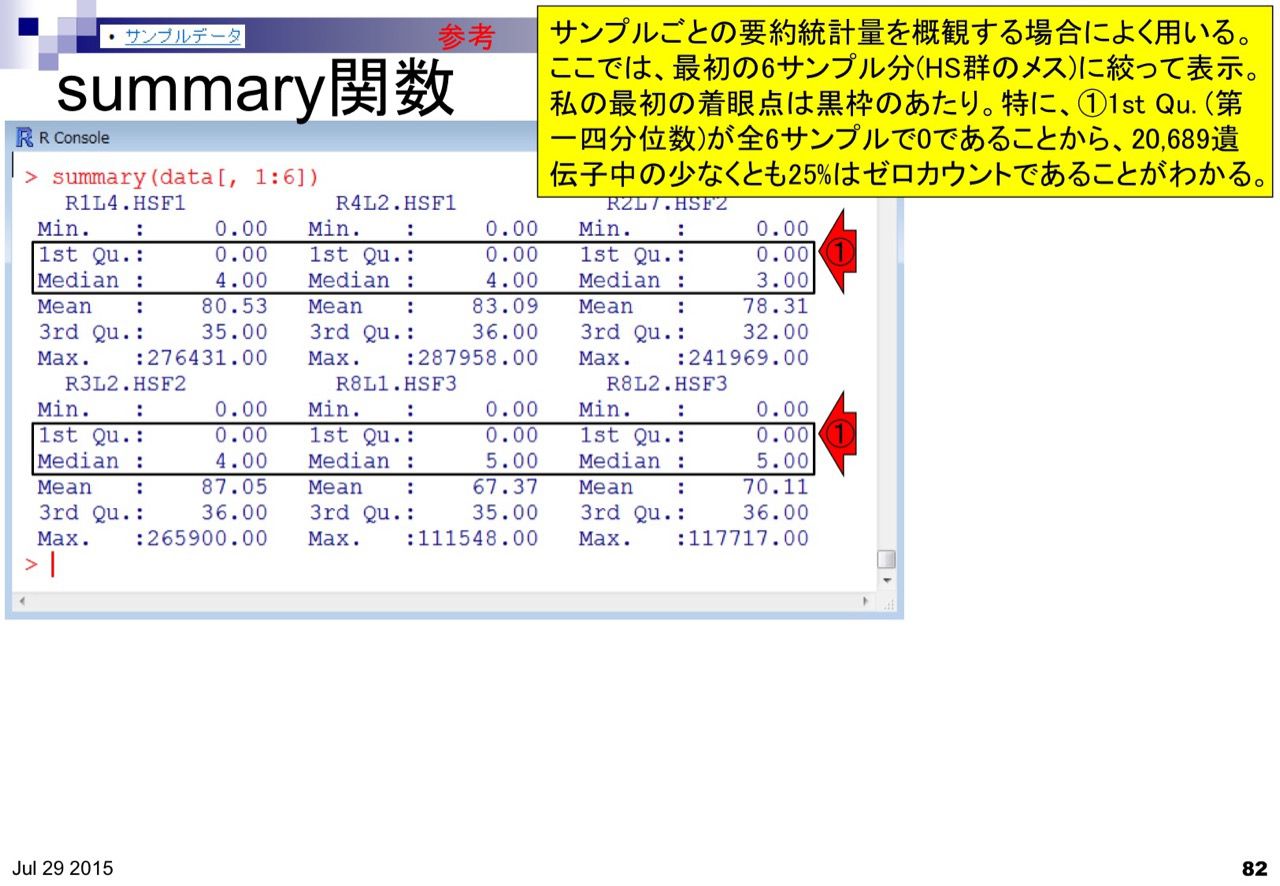 • サンプルデータ
参考
summary関数
サンプルごとの要約統計量を概観する場合によく用いる。
ここでは、最初の6サンプル分(HS群のメス)に絞って表示。
私の最初の着眼点は黒枠のあたり。特に、①1st Qu. (第
一四分位数)が全6サンプルで0であることから、20,689遺
伝子中の少なくとも25%はゼロカウントであることがわかる。
R Console
> summary(data[, 1:6])
R1L4.HSF1 R4L2.HSF1 R2L7.HSF2
Min. : 0.00 Min. : 0.00 Min. : 0.00
1st Qu.: 0.00 1st Qu.: 0.00 1st Qu.: 0.00
①
Median : 4.00 Median : 4.00 Median : 3.00
Mean : 80.53 Mean : 83.09 Mean : 78.31
3rd Qu.: 35.00 3rd Qu.: 36.00 3rd Qu.: 32.00
Max. :276431.00 Max. :287958.00 Max. :241969.00
R3L2.HSF2 R8L1.HSF3 R8L2.HSF3
Min. : 0.00 Min. : 0.00 Min. : 0.00
1st Qu.: 0.00 1st Qu.: 0.00 1st Qu.: 0.00
①
Median : 4.00 Median : 5.00 Median : 5.00
Mean : 87.05 Mean : 67.37 Mean : 70.11
3rd Qu.: 36.00 3rd Qu.: 35.00 3rd Qu.: 36.00
Max. :265900.00 Max. :111548.00 Max. :117717.00
>
Jul 29 2015
82